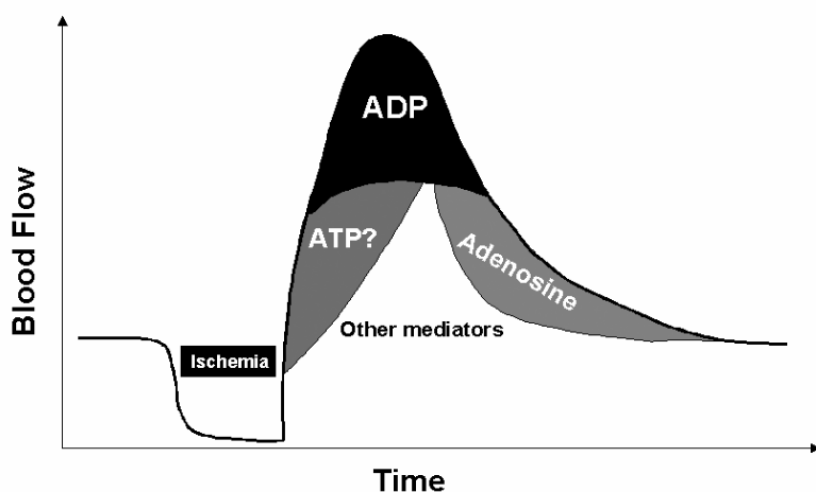 ADP
ATP?
Adenosine
Other mediators
Ischemia
Blood Flow
Time